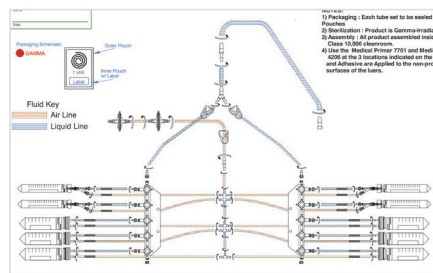 Date:
NOTES:
1) Packaging : Each tube set to be sealed
Pouches
2) Sterilization : Product is Gamma-Irradia
3) Assembly : All product assembled insid
Class 10,000 cleanroom.
4) Use the Medical Primer 7701 and Medi
4206 at the 3 locations indicated on the
and Adhesive are Applied to the non-pro
surfaces of the luers.
Packaging Schematic
GAMMA
Outer Pouch
1 unit
Label
Inner Pouch
w/ Label
Fluid Key
Air Line
Liquid Line